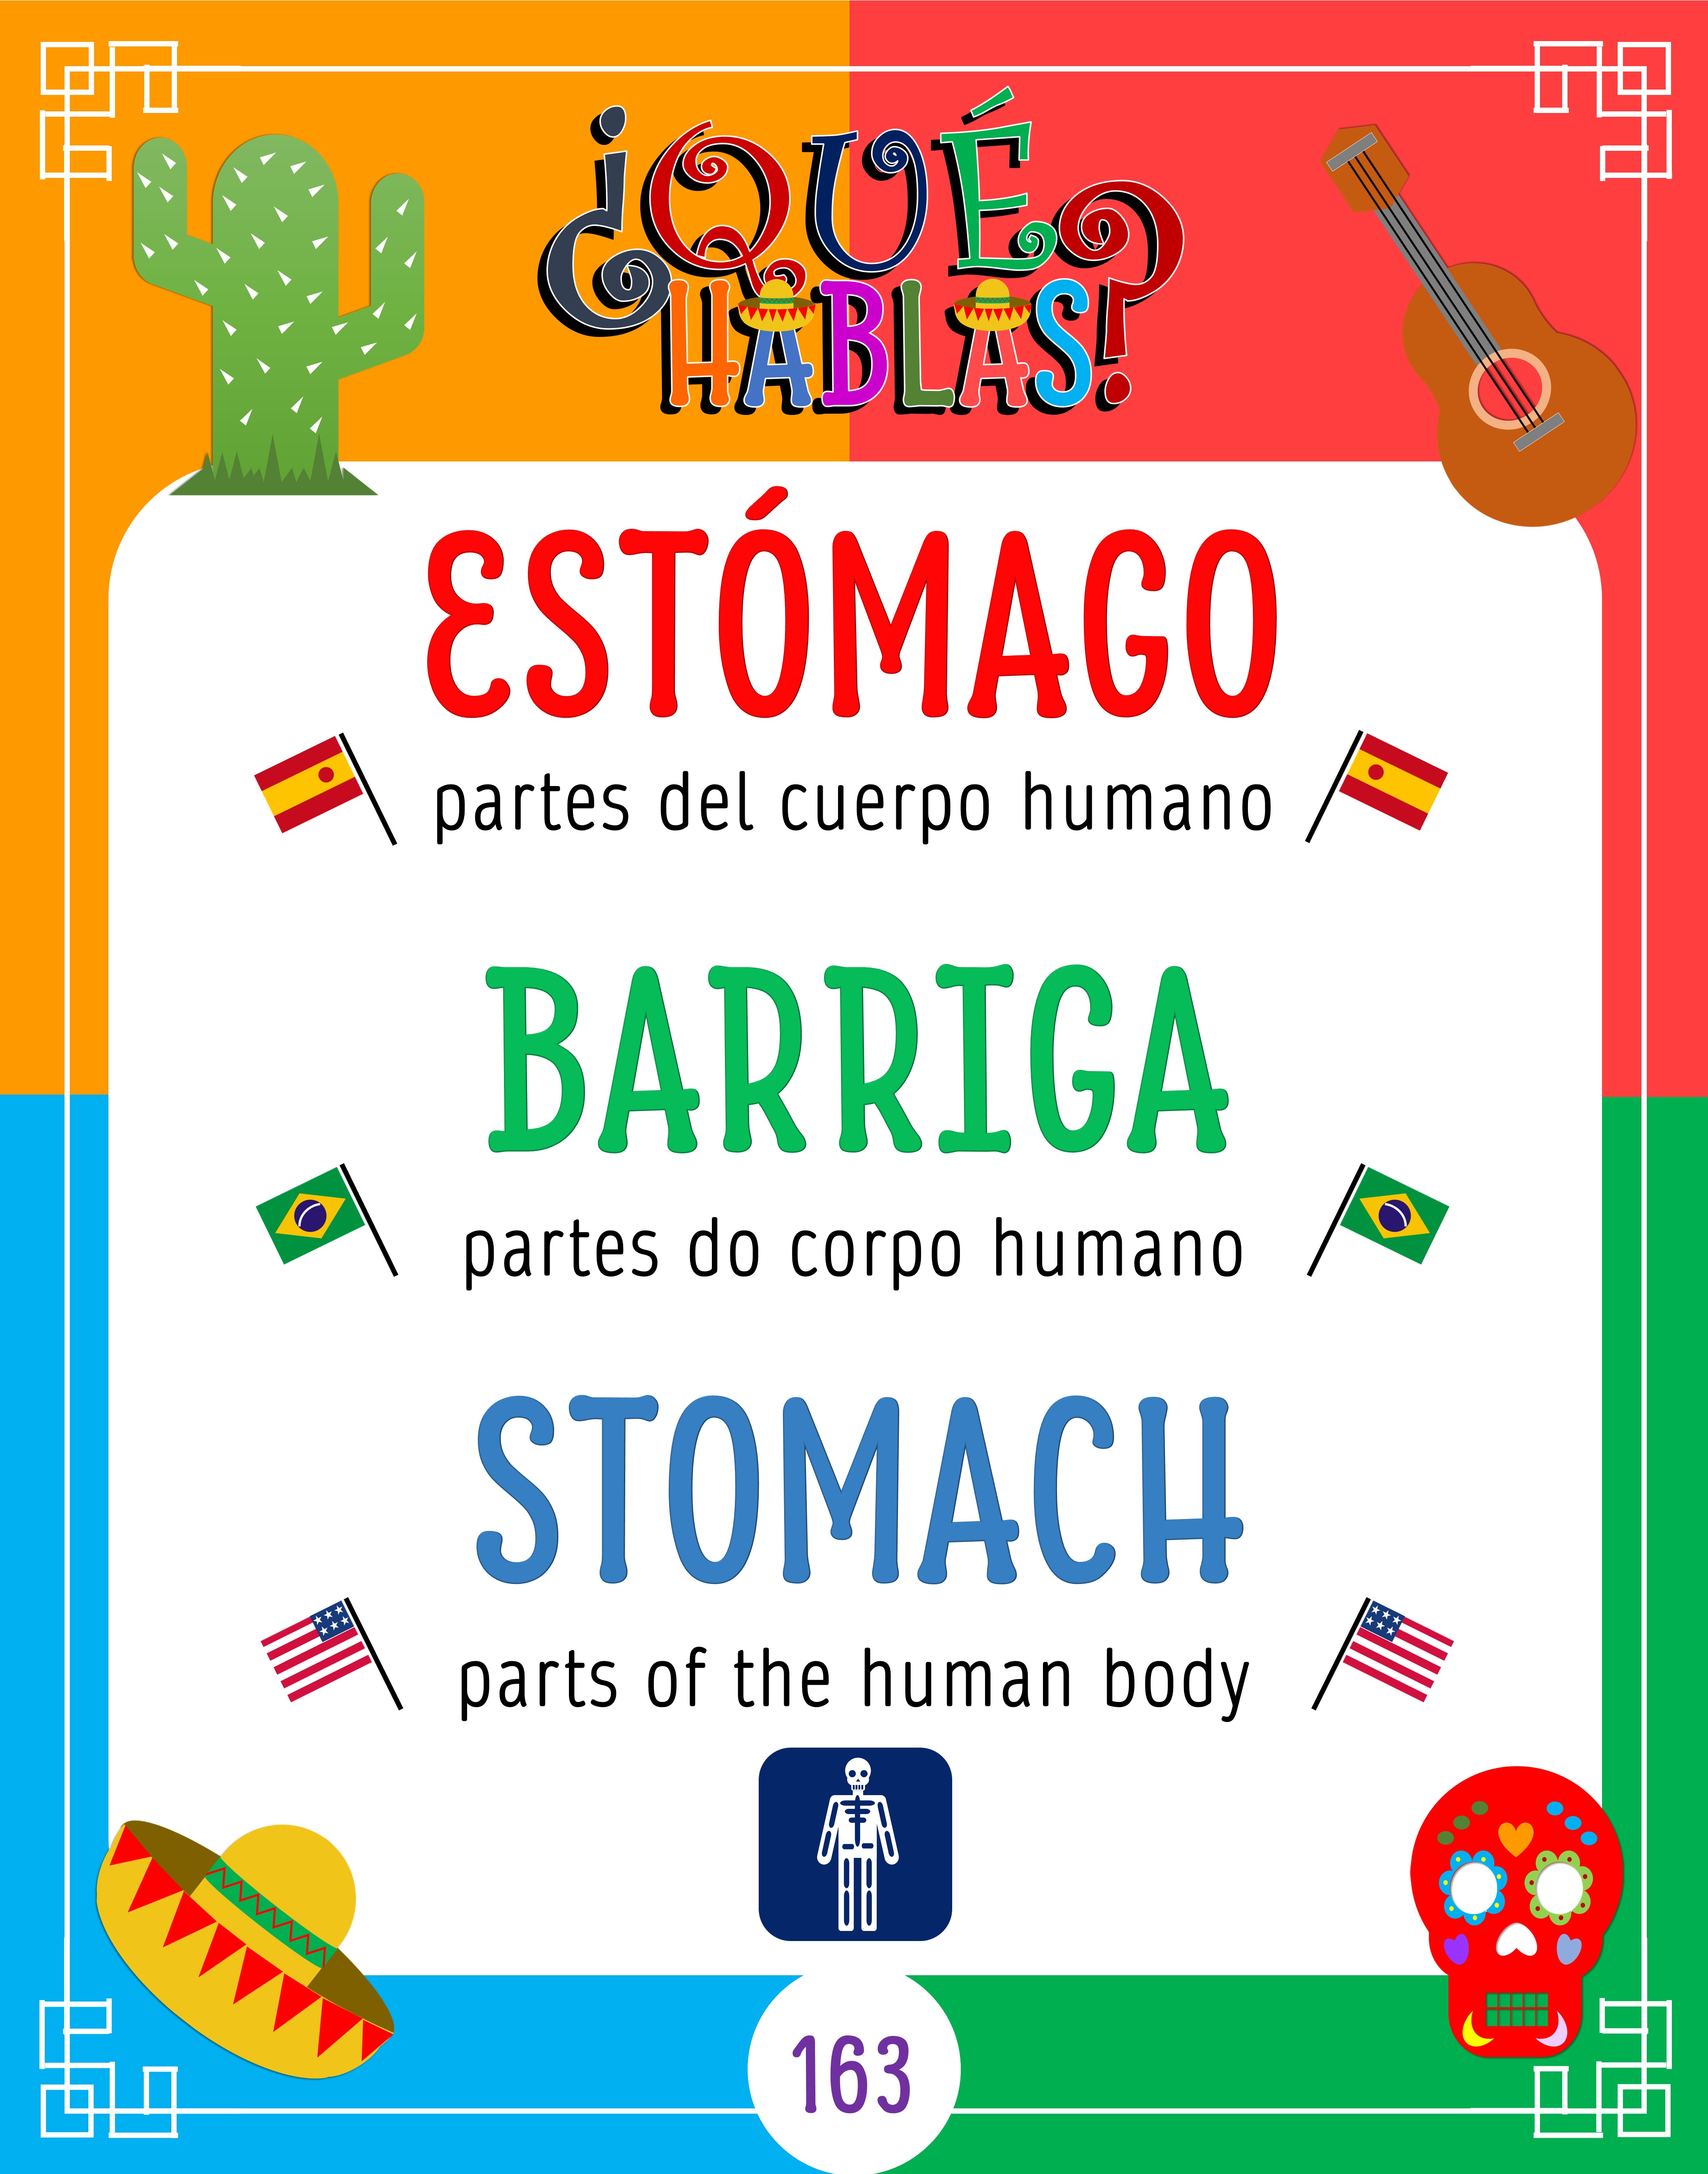 ¿QUÉ?
HABLAS!
ESTÓMAGO
partes del cuerpo humano
BARRIGA
partes do corpo humano
STOMACH
parts of the human body
163